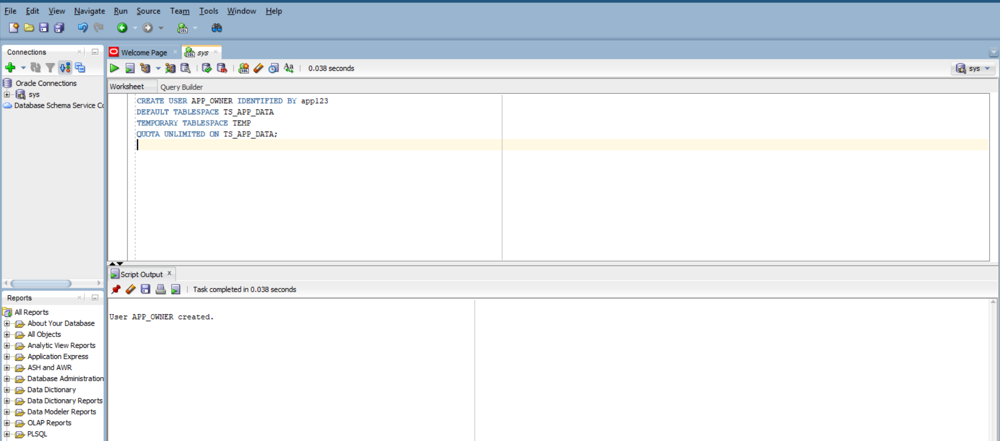 File Edit View Navigate Run Source Team Tools Window Help
Connections
Oracle Connections
sys
Database Schema Service Co
Welcome Page
sys
0.038 seconds
sys
Worksheet
Query Builder
CREATE USER APP_OWNER IDENTIFIED BY app123
DEFAULT TABLESPACE TS_APP_DATA
TEMPORARY TABLESPACE TEMP
QUOTA UNLIMITED ON TS_APP_DATA;
Script Output
Task completed in 0.038 seconds
User APP_OWNER created.
Reports
All Reports
About Your Database
All Objects
Analytic View Reports
Application Express
ASH and AWR
Database Administration
Data Dictionary
Data Dictionary Reports
Data Modeler Reports
OLAP Reports
PLSQL